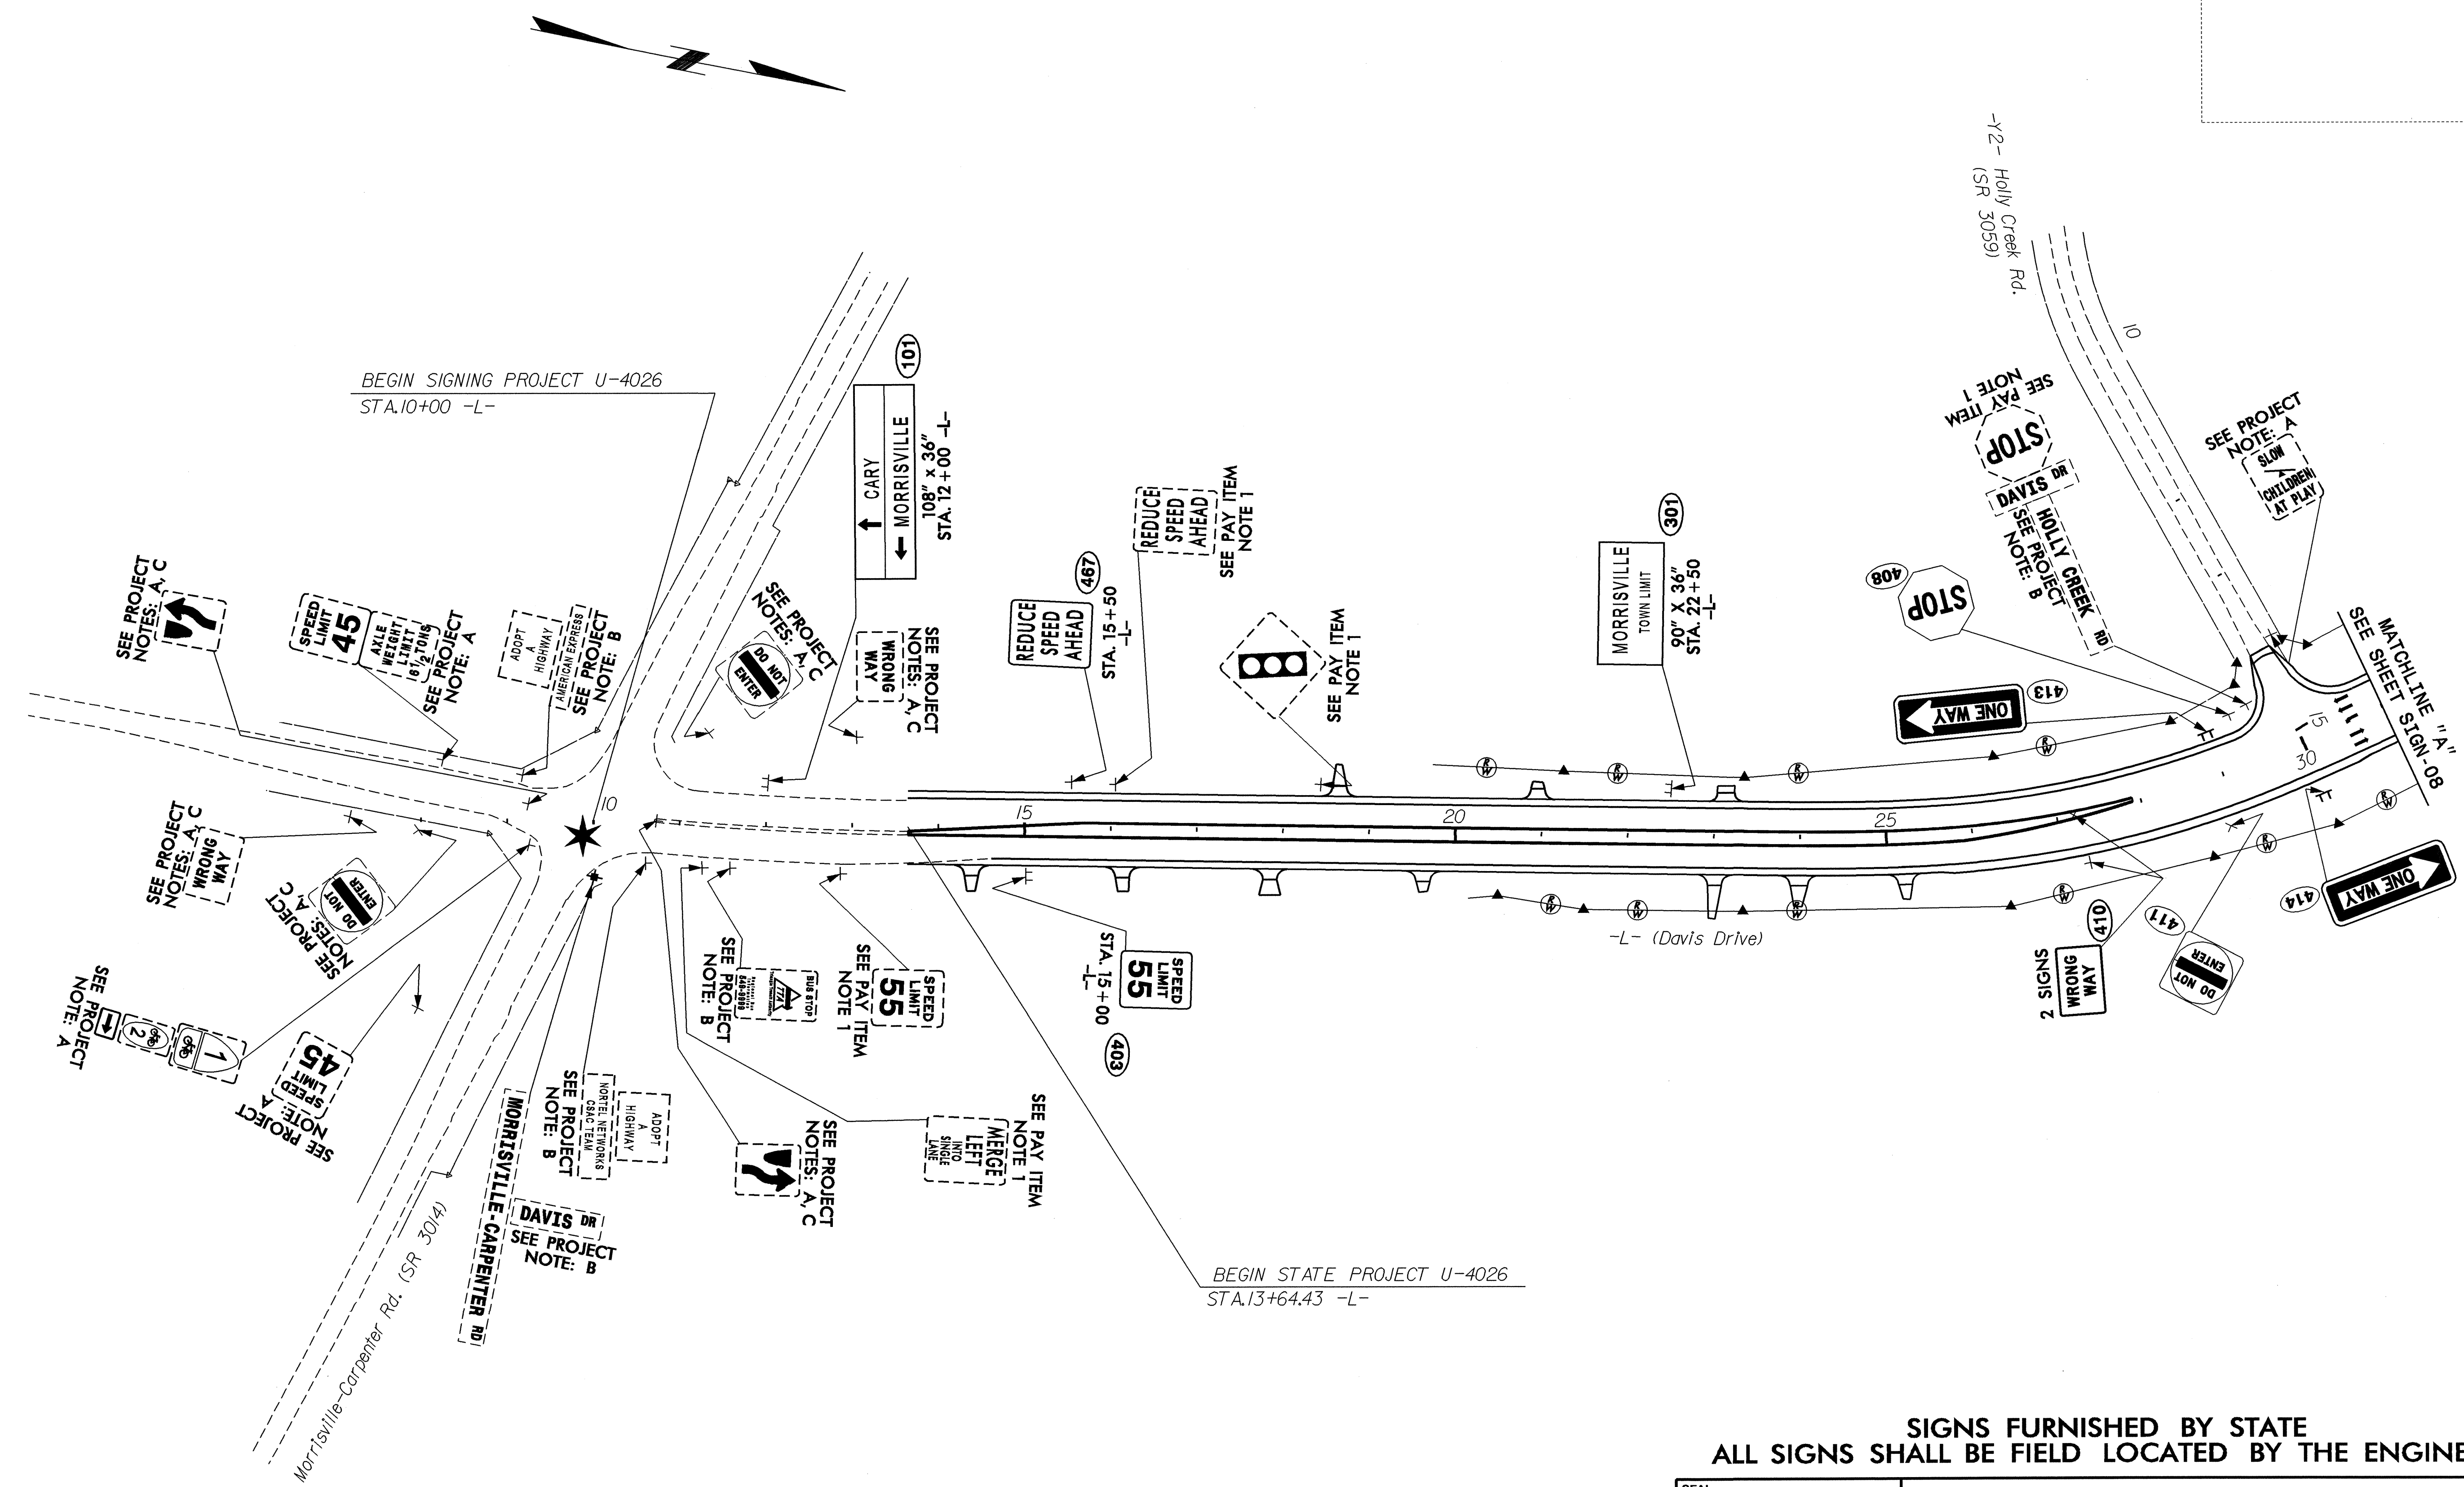 BEGIN SIGNING PROJECT U-4026
STA.10+00 -L-
101
CARY
MORRISVILLE
108" x 36"
STA. 12+00 -L-
-Y2- Holly Creek Rd.
(SR 3059)
10
SEE PAY ITEM
NOTE 1
STOP
DAVIS DR
HOLLY CREEK RD
SEE PROJECT
NOTE: B
SEE PROJECT
NOTE: A
SLOW
CHILDREN
AT PLAY
MATCHLINE "A"
SEE SHEET SIGN-08
SEE PROJECT
NOTES: A, C
SPEED
LIMIT
45
AXLE
WEIGHT
LIMIT
6 1/2 TONS
SEE PROJECT
NOTE: A
ADOPT
A
HIGHWAY
AMERICAN EXPRESS
SEE PROJECT
NOTE: B
SEE PROJECT
NOTES: A, C
DO NOT
ENTER
WRONG
WAY
SEE PROJECT
NOTES: A, C
REDUCE
SPEED
AHEAD
467
STA. 15+50
-L-
REDUCE
SPEED
AHEAD
SEE PAY ITEM
NOTE 1
SEE PAY ITEM
NOTE 1
301
MORRISVILLE
TOWN LIMIT
90" X 36"
STA. 22+50
-L-
408
STOP
413
ONE WAY
10
15
20
25
30
15
R/W
R/W
R/W
R/W
R/W
R/W
R/W
R/W
R/W
R/W
-L- (Davis Drive)
SEE PROJECT
NOTES: A, C
WRONG
WAY
DO NOT
ENTER
SEE PROJECT
NOTES: A, C
SEE PROJECT
NOTE: A
2
1
SPEED
LIMIT
45
SEE PROJECT
NOTE: A
Morrisville-Carpenter Rd. (SR 3014)
MORRISVILLE-CARPENTER RD
DAVIS DR
SEE PROJECT
NOTE: B
ADOPT
A
HIGHWAY
NORTEL NETWORKS
CSAC TEAM
SEE PROJECT
NOTE: B
BUS STOP
TTA
SEE PROJECT
NOTE: B
SPEED
LIMIT
55
SEE PAY ITEM
NOTE 1
SEE PROJECT
NOTES: A, C
MERGE
LEFT
INTO
SINGLE
LANE
SEE PAY ITEM
NOTE 1
SPEED
LIMIT
55
STA. 15+00
-L-
403
2 SIGNS
410
WRONG
WAY
411
DO NOT
ENTER
414
ONE WAY
BEGIN STATE PROJECT U-4026
STA.13+64.43 -L-
SIGNS FURNISHED BY STATE
ALL SIGNS SHALL BE FIELD LOCATED BY THE ENGINE